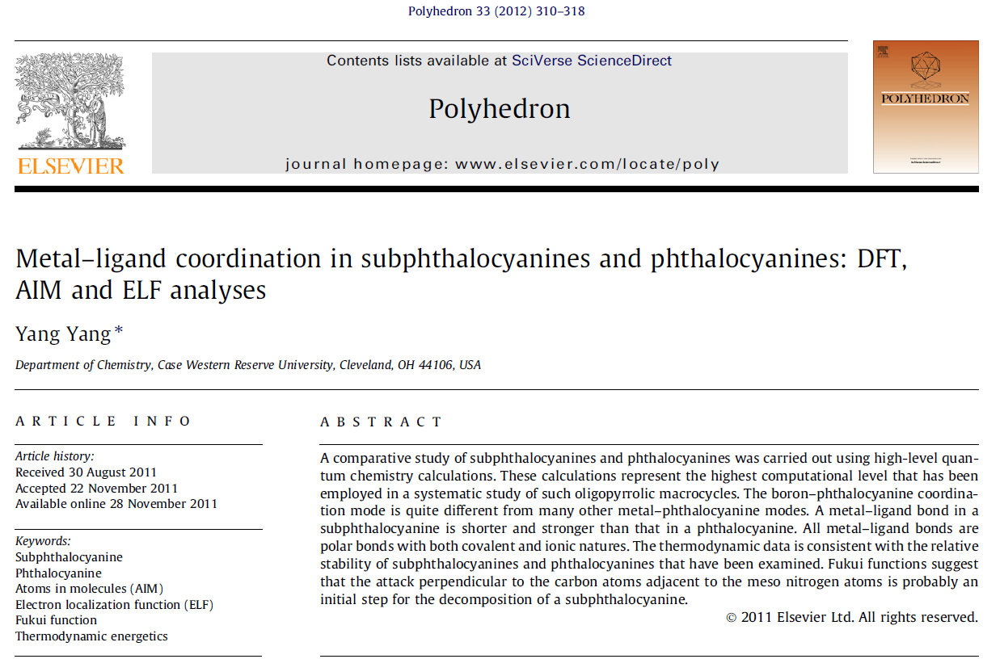 Polyhedron 33 (2012) 310–318
Contents lists available at SciVerse ScienceDirect
Polyhedron
journal homepage: www.elsevier.com/locate/poly
ELSEVIER
POLYHEDRON
Metal–ligand coordination in subphthalocyanines and phthalocyanines: DFT,
AIM and ELF analyses
Yang Yang *
Department of Chemistry, Case Western Reserve University, Cleveland, OH 44106, USA
ARTICLE INFO
Article history:
Received 30 August 2011
Accepted 22 November 2011
Available online 28 November 2011
Keywords:
Subphthalocyanine
Phthalocyanine
Atoms in molecules (AIM)
Electron localization function (ELF)
Fukui function
Thermodynamic energetics
ABSTRACT
A comparative study of subphthalocyanines and phthalocyanines was carried out using high-level quan-
tum chemistry calculations. These calculations represent the highest computational level that has been
employed in a systematic study of such oligopyrrolic macrocycles. The boron–phthalocyanine coordina-
tion mode is quite different from many other metal–phthalocyanine modes. A metal–ligand bond in a
subphthalocyanine is shorter and stronger than that in a phthalocyanine. All metal–ligand bonds are
polar bonds with both covalent and ionic natures. The thermodynamic data is consistent with the relative
stability of subphthalocyanines and phthalocyanines that have been examined. Fukui functions suggest
that the attack perpendicular to the carbon atoms adjacent to the meso nitrogen atoms is probably an
initial step for the decomposition of a subphthalocyanine.
© 2011 Elsevier Ltd. All rights reserved.